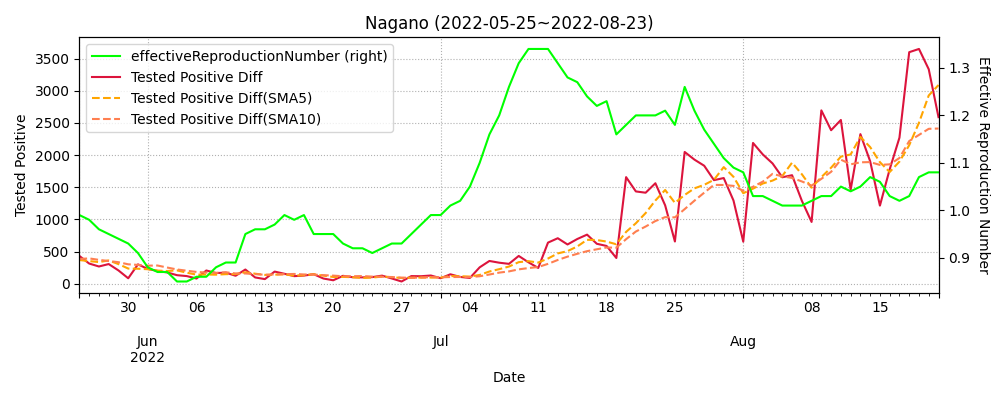 Nagano (2022-05-25~2022-08-23)
effectiveReproductionNumber (right)
Tested Positive Diff
Tested Positive Diff(SMA5)
Tested Positive Diff(SMA10)
Tested Positive
3500
3000
2500
2000
1500
1000
500
0
1.3
1.2
1.1
1.0
0.9
Effective Reproduction Number
30 06 13 20 27 04 11 18 25 08 15
Jun Jul Aug
2022
Date